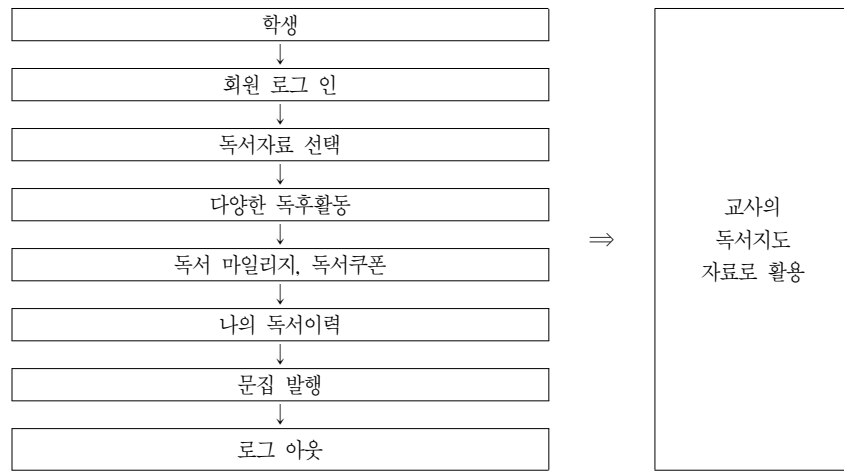 학생
↓
회원 로그 인
↓
독서자료 선택
↓
다양한 독후활동
↓
독서 마일리지, 독서쿠폰
↓
나의 독서이력
↓
문집 발행
↓
로그 아웃
⇒
교사의
독서지도
자료로 활용